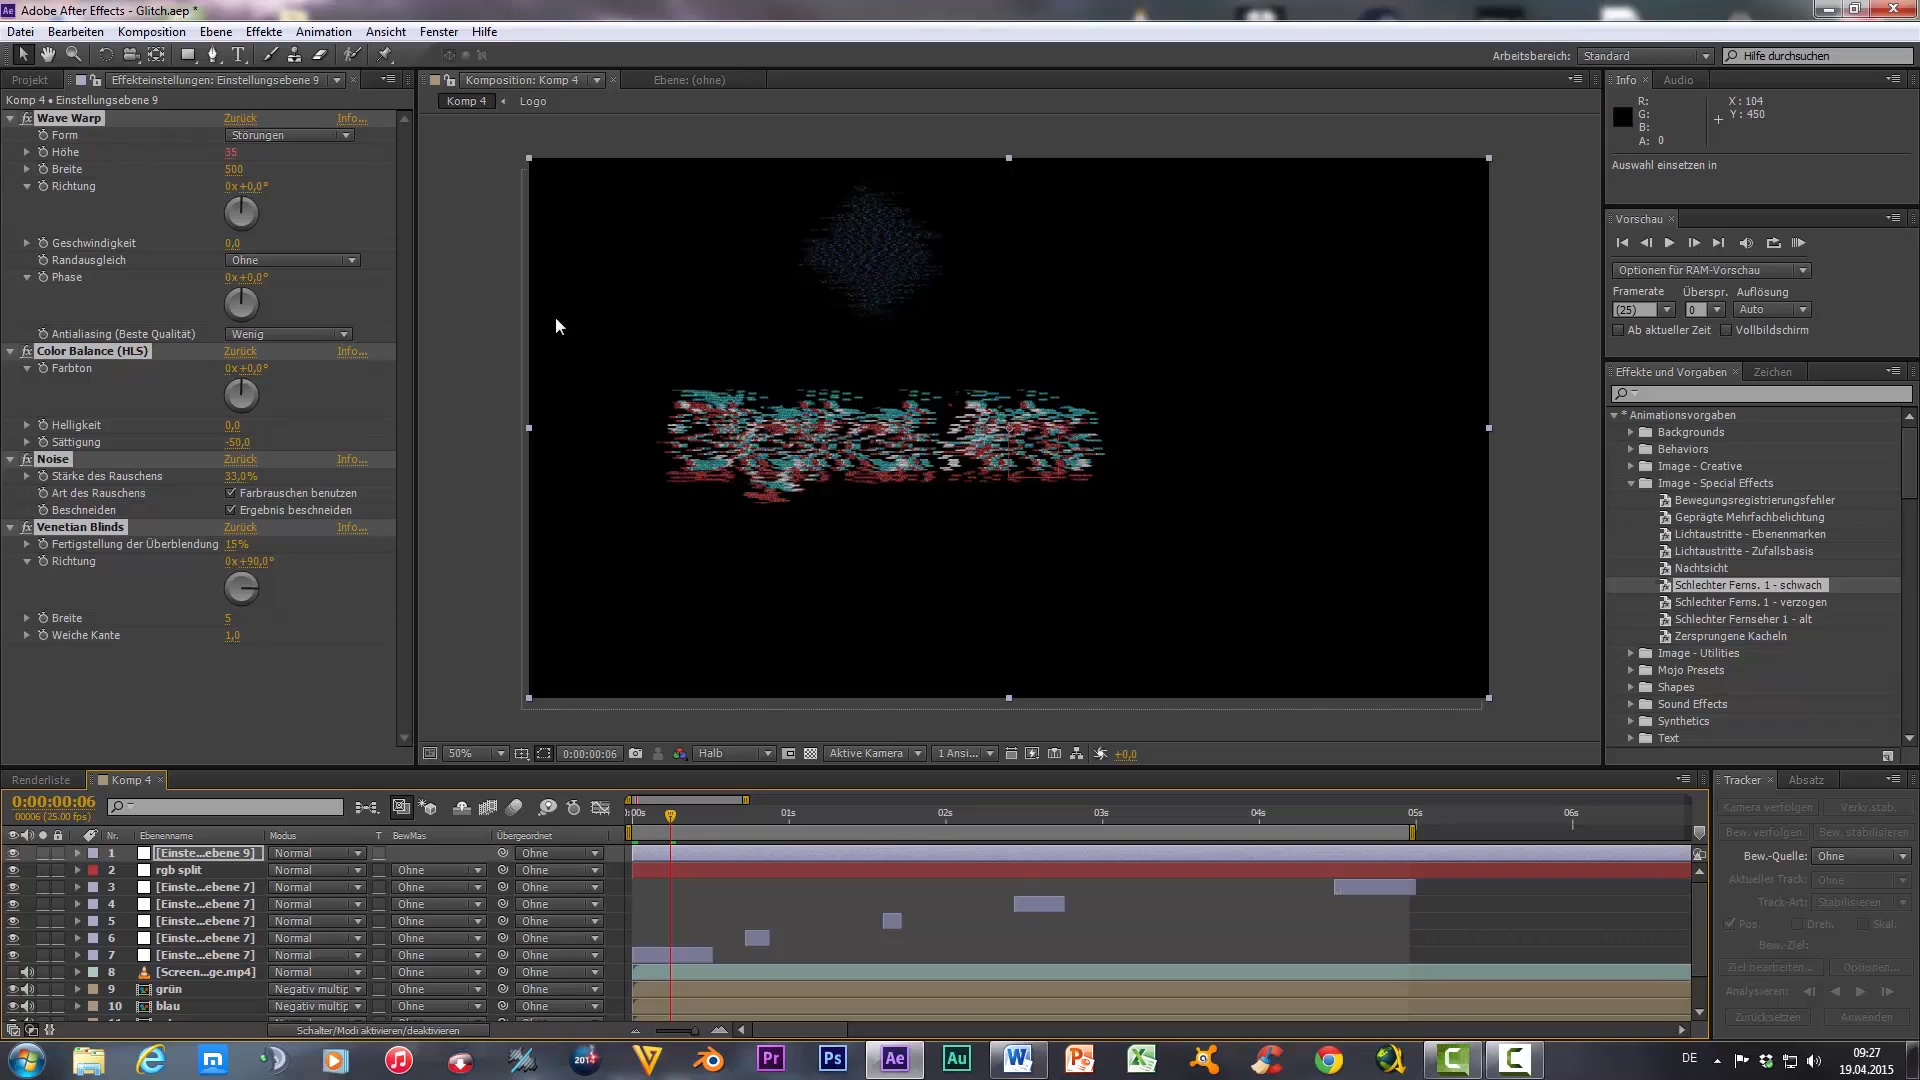 Adobe After Effects - Glitch.aep *
Datei Bearbeiten Komposition Ebene Effekte Animation Ansicht Fenster Hilfe
Arbeitsbereich: Standard Hilfe durchsuchen
Projekt Effekteinstellungen: Einstellungsebene 9
Komp 4 • Einstellungsebene 9
fx Wave Warp Zurück Info...
Form Störungen
Höhe 35
Breite 500
Richtung 0x+0,0°
Geschwindigkeit 0,0
Randausgleich Ohne
Phase 0x+0,0°
Antialiasing (Beste Qualität) Wenig
fx Color Balance (HLS) Zurück Info...
Farbton 0x+0,0°
Helligkeit 0,0
Sättigung -50,0
fx Noise Zurück Info...
Stärke des Rauschens 33,0%
Art des Rauschens Farbrauschen benutzen
Beschneiden Ergebnis beschneiden
fx Venetian Blinds Zurück Info...
Fertigstellung der Überblendung 15%
Richtung 0x+90,0°
Breite 5
Weiche Kante 1,0
Komposition: Komp 4 Ebene: (ohne)
Komp 4 Logo
50% 0:00:00:06 Halb Aktive Kamera 1 Ansi... +0,0
Info Audio
R: X : 104
G: Y : 450
B:
A: 0
Auswahl einsetzen in
Vorschau
Optionen für RAM-Vorschau
Framerate Überspr. Auflösung
(25) 0 Auto
Ab aktueller Zeit Vollbildschirm
Effekte und Vorgaben Zeichen
* Animationsvorgaben
Backgrounds
Behaviors
Image - Creative
Image - Special Effects
Bewegungsregistrierungsfehler
Geprägte Mehrfachbelichtung
Lichtaustritte - Ebenenmarken
Lichtaustritte - Zufallsbasis
Nachtsicht
Schlechter Ferns. 1 - schwach
Schlechter Ferns. 1 - verzogen
Schlechter Fernseher 1 - alt
Zersprungene Kacheln
Image - Utilities
Mojo Presets
Shapes
Sound Effects
Synthetics
Text
Renderliste Komp 4
0:00:00:06
00006 (25.00 fps)
Nr. Ebenenname Modus T BewMas Übergeordnet
:00s 01s 02s 03s 04s 05s 06s
1 [Einste...ebene 9] Normal Ohne
2 rgb split Normal Ohne Ohne
3 [Einste...ebene 7] Normal Ohne Ohne
4 [Einste...ebene 7] Normal Ohne Ohne
5 [Einste...ebene 7] Normal Ohne Ohne
6 [Einste...ebene 7] Normal Ohne Ohne
7 [Einste...ebene 7] Normal Ohne Ohne
8 [Screen...ge.mp4] Normal Ohne Ohne
9 grün Negativ multip Ohne Ohne
10 blau Negativ multip Ohne Ohne
Schalter/Modi aktivieren/deaktivieren
Tracker Absatz
Kamera verfolgen Verkr.stab.
Bew. verfolgen Bew. stabilisieren
Bew.-Quelle: Ohne
Aktueller Track: Ohne
Track-Art: Stabilisieren
Pos. Dreh. Skal.
Bew.-Ziel:
Ziel bearbeiten... Optionen...
Analysieren:
Zurücksetzen Anwenden
2014 Pr Ps Ae Au
DE 09:27
19.04.2015